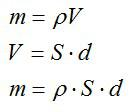 m = ρV
V = S · d
m = ρ · S · d